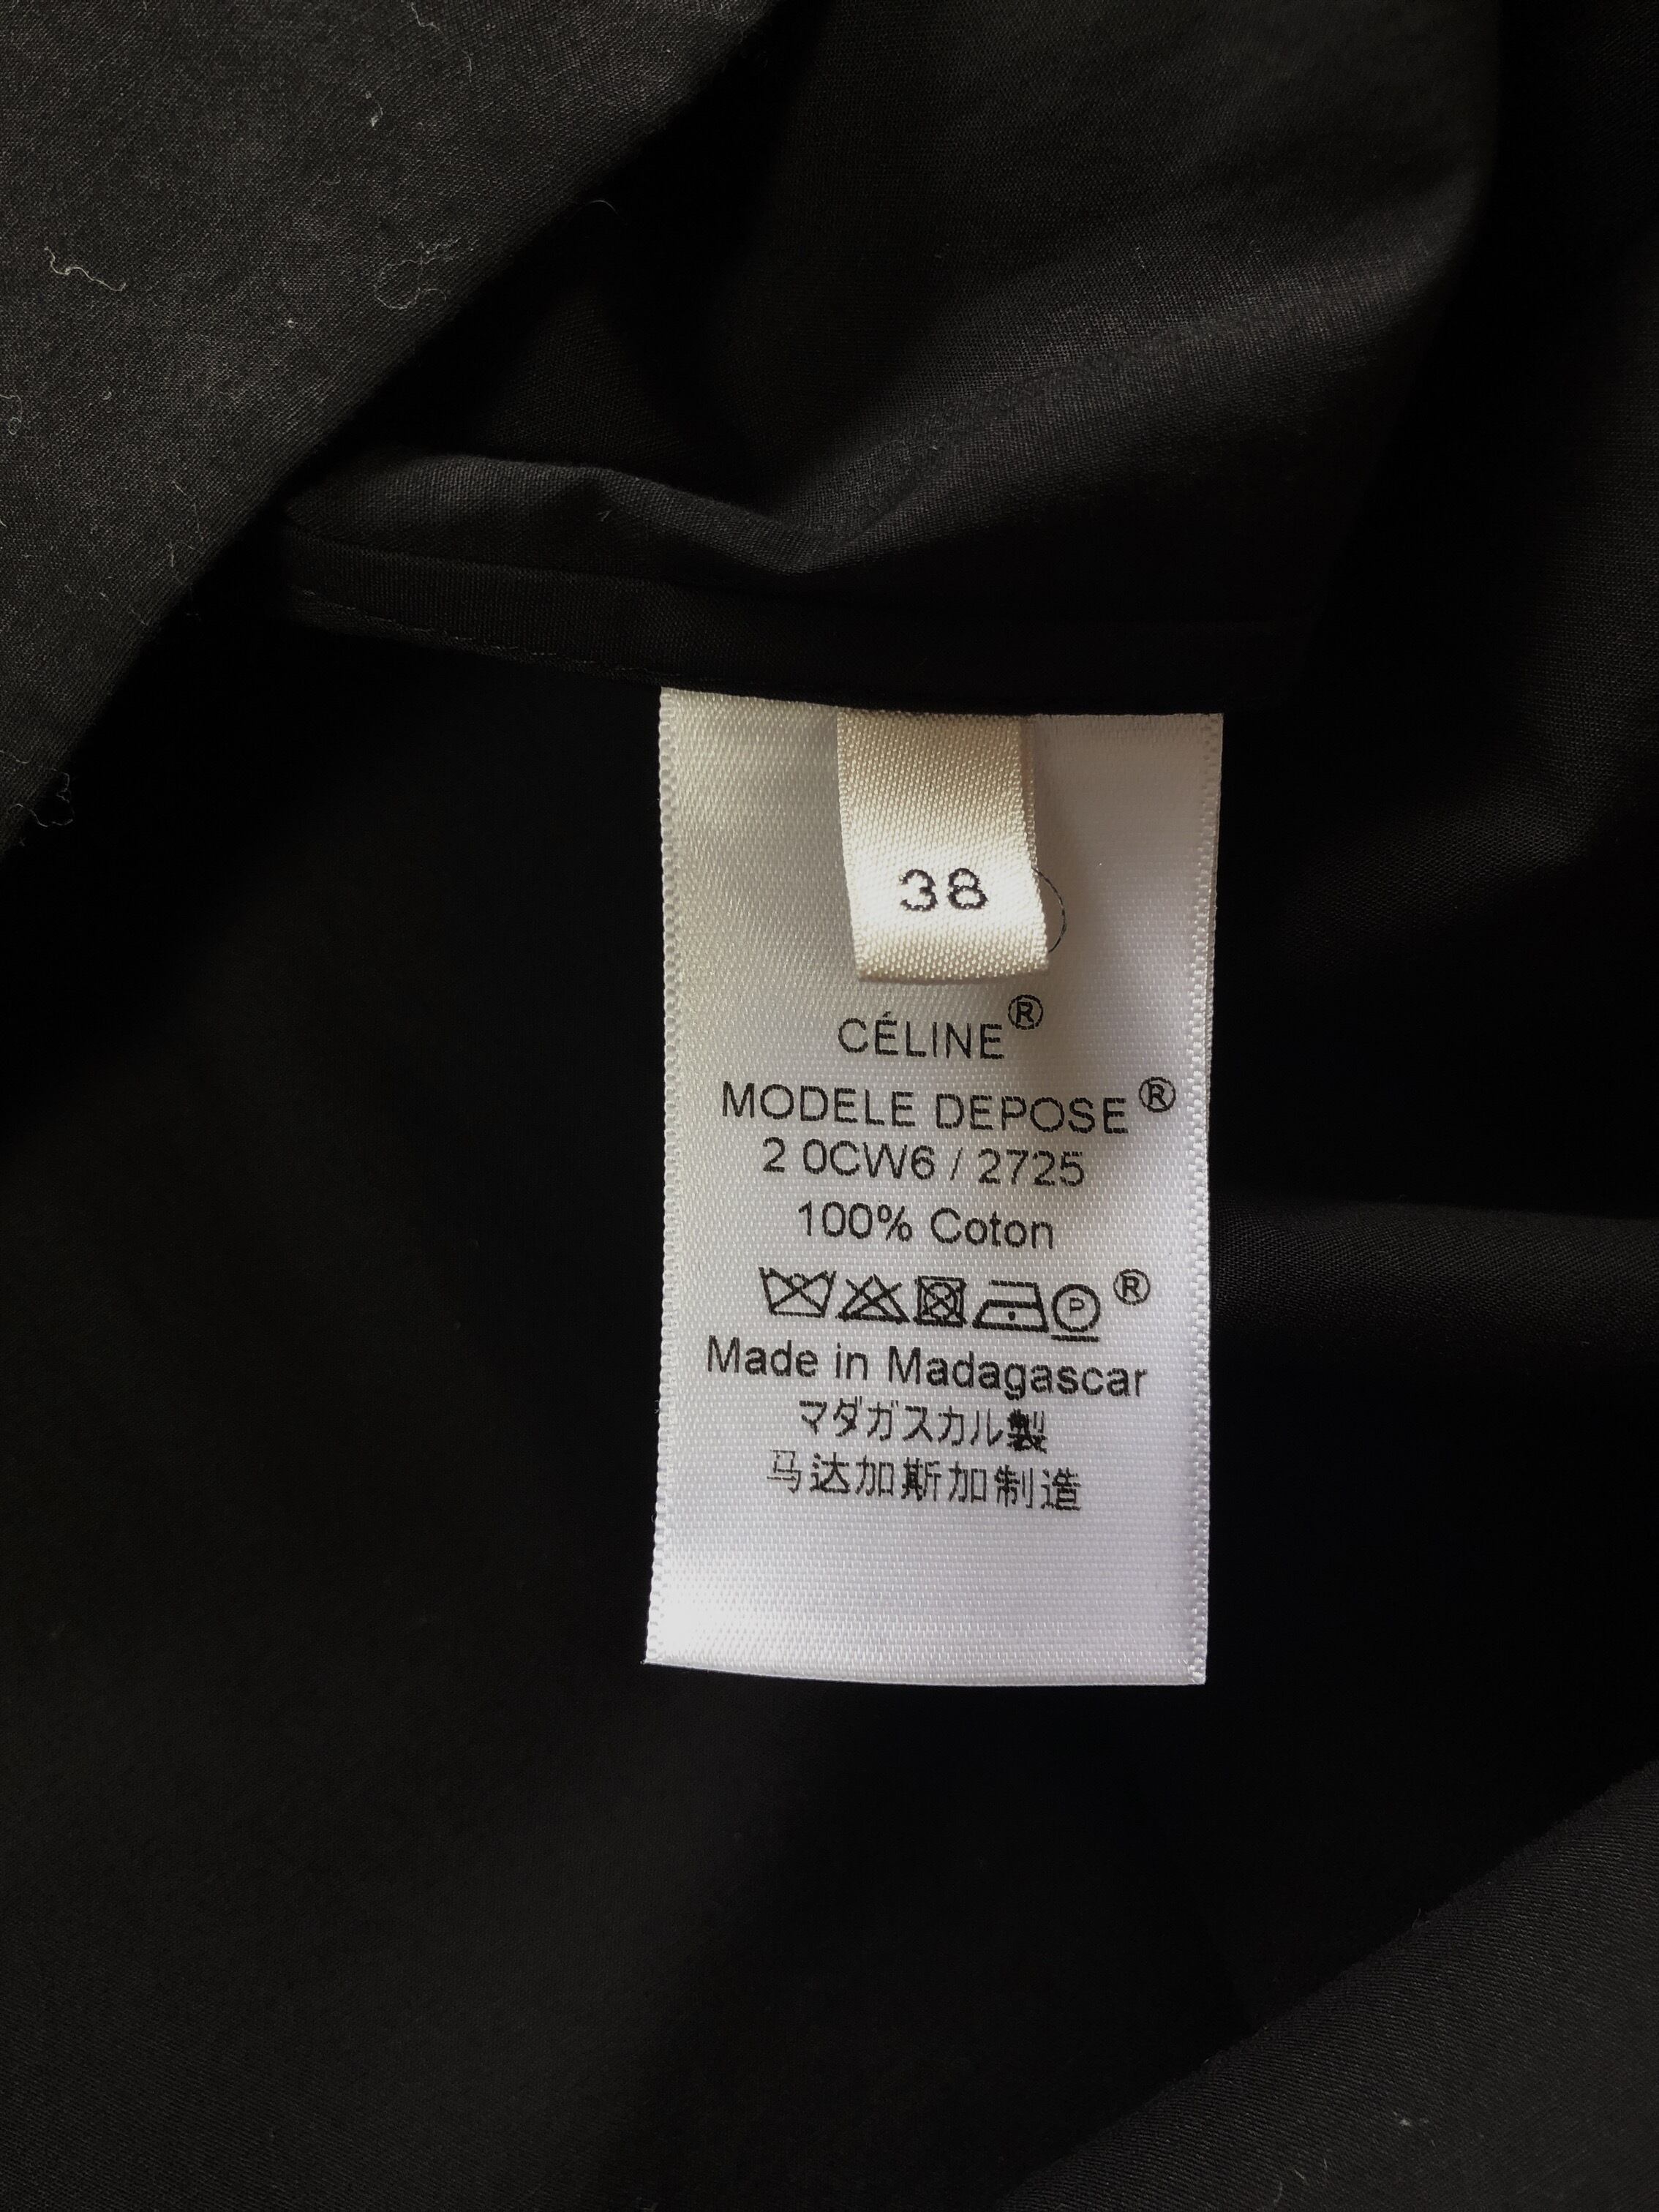 38
CÉLINE®
MODELE DEPOSE®
2 0CW6 / 2725
100% Coton
P ®
Made in Madagascar
マダガスカル製
马达加斯加制造